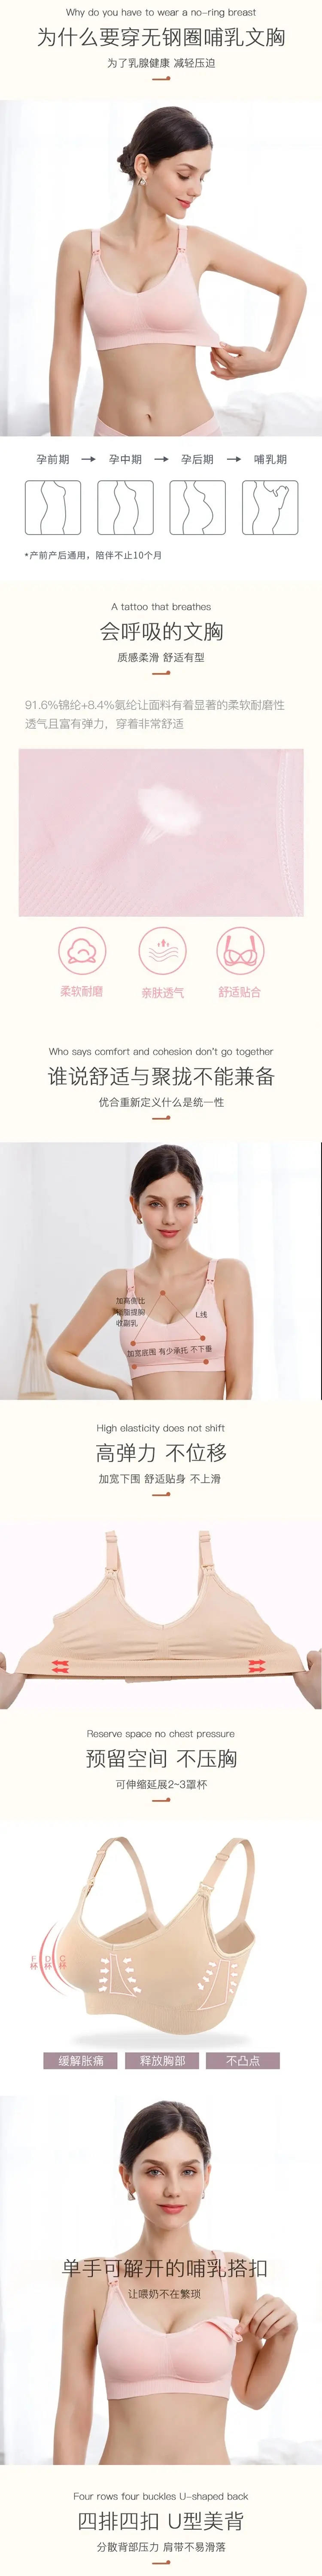 Why do you have to wear a no-ring breast
为什么要穿无钢圈哺乳文胸
为了乳腺健康 减轻压迫
孕前期 → 孕中期 → 孕后期 → 哺乳期
*产前产后通用，陪伴不止10个月
A tattoo that breathes
会呼吸的文胸
质感柔滑 舒适有型
91.6%锦纶+8.4%氨纶让面料有着显著的柔软耐磨性
透气且富有弹力，穿着非常舒适
柔软耐磨 亲肤透气 舒适贴合
Who says comfort and cohesion don't go together
谁说舒适与聚拢不能兼备
优合重新定义什么是统一性
加高侧比
提胸
收副乳
L线
加宽底围 有少承托 不下垂
High elasticity does not shift
高弹力 不位移
加宽下围 舒适贴身 不上滑
Reserve space no chest pressure
预留空间 不压胸
可伸缩延展2~3罩杯
F杯 D杯 C杯
缓解胀痛 释放胸部 不凸点
单手可解开的哺乳搭扣
让喂奶不在繁琐
Four rows four buckles U-shaped back
四排四扣 U型美背
分散背部压力 肩带不易滑落